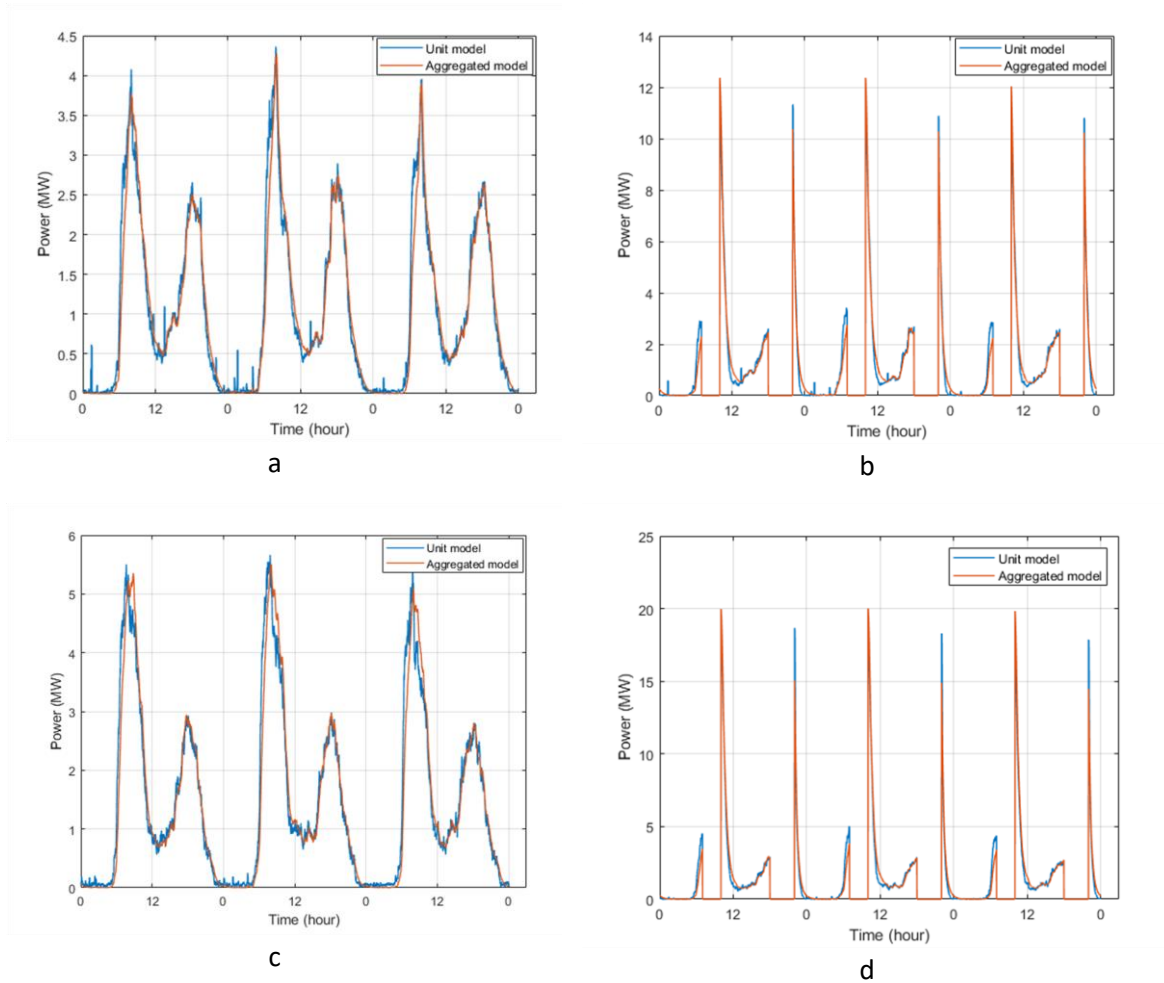 4.5
4
3.5
3
2.5
2
1.5
1
0.5
0
Power (MW)
Unit model
Aggregated model
0 12 0 12 0 12 0
Time (hour)
a
14
12
10
8
6
4
2
0
Power (MW)
Unit model
Aggregated model
0 12 0 12 0 12 0
Time (hour)
b
6
5
4
3
2
1
0
Power (MW)
Unit model
Aggregated model
0 12 0 12 0 12 0
Time (hour)
c
25
20
15
10
5
0
Power (MW)
Unit model
Aggregated model
0 12 0 12 0 12 0
Time (hour)
d